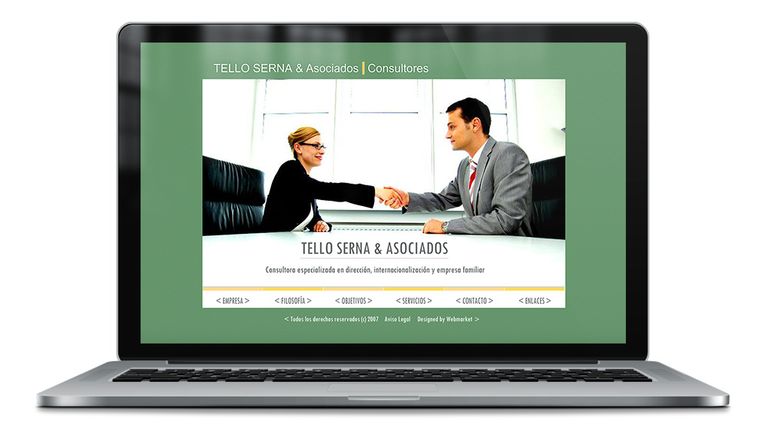 TELLO SERNA & Asociados | Consultores
TELLO SERNA & ASOCIADOS
Consultora especializada en dirección, internacionalización y empresa familiar
< EMPRESA > < FILOSOFÍA > < OBJETIVOS > < SERVICIOS > < CONTACTO > < ENLACES >
< Todos los derechos reservados (c) 2007 Aviso Legal Designed by Webmarket >